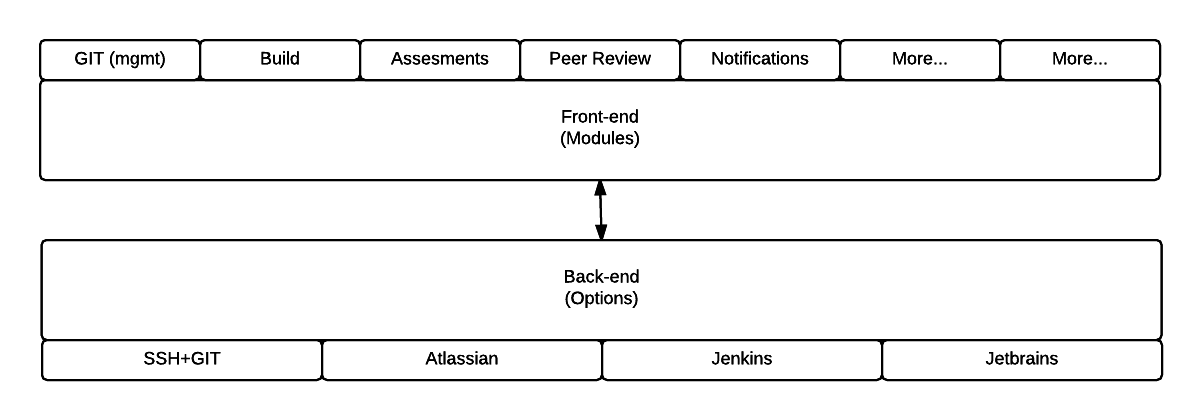 GIT (mgmt)
Build
Assesments
Peer Review
Notifications
More...
More...
Front-end
(Modules)
Back-end
(Options)
SSH+GIT
Atlassian
Jenkins
Jetbrains